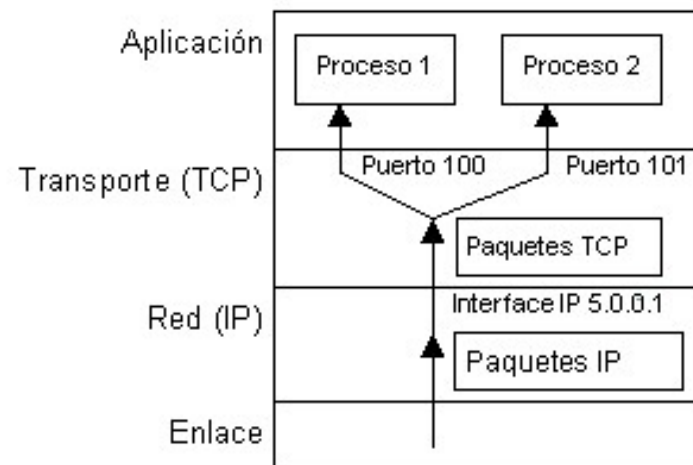 Aplicación
Proceso 1
Proceso 2
Puerto 100
Puerto 101
Transporte (TCP)
Paquetes TCP
Interface IP 5.0.0.1
Red (IP)
Paquetes IP
Enlace